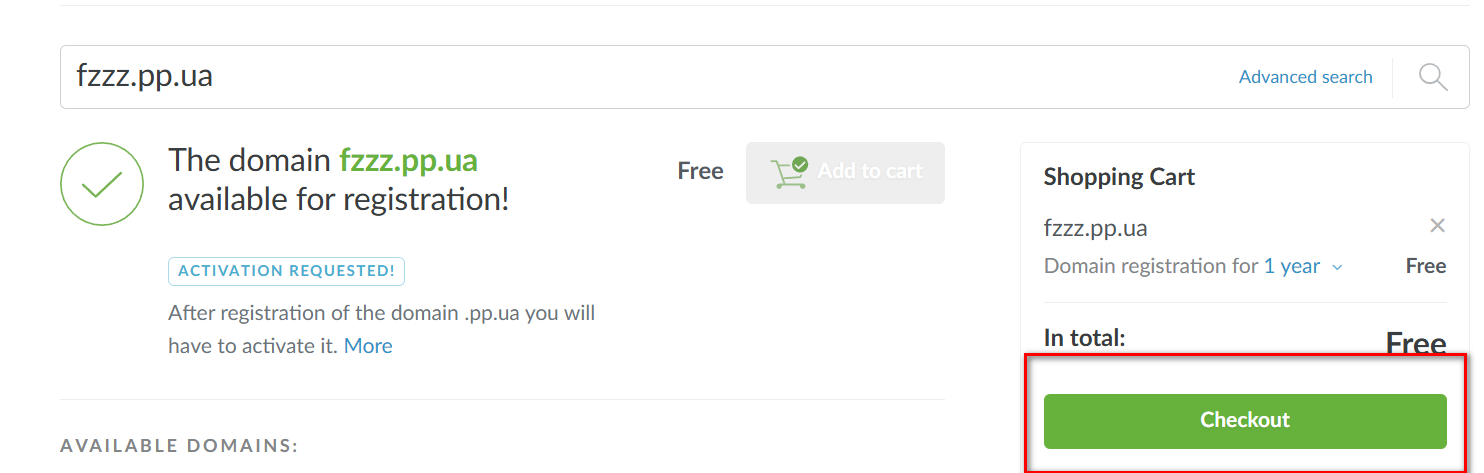 fzzz.pp.ua
Advanced search
The domain fzzz.pp.ua
available for registration!
Free
Add to cart
ACTIVATION REQUESTED!
After registration of the domain .pp.ua you will
have to activate it. More
AVAILABLE DOMAINS:
Shopping Cart
fzzz.pp.ua
Domain registration for 1 year Free
In total: Free
Checkout